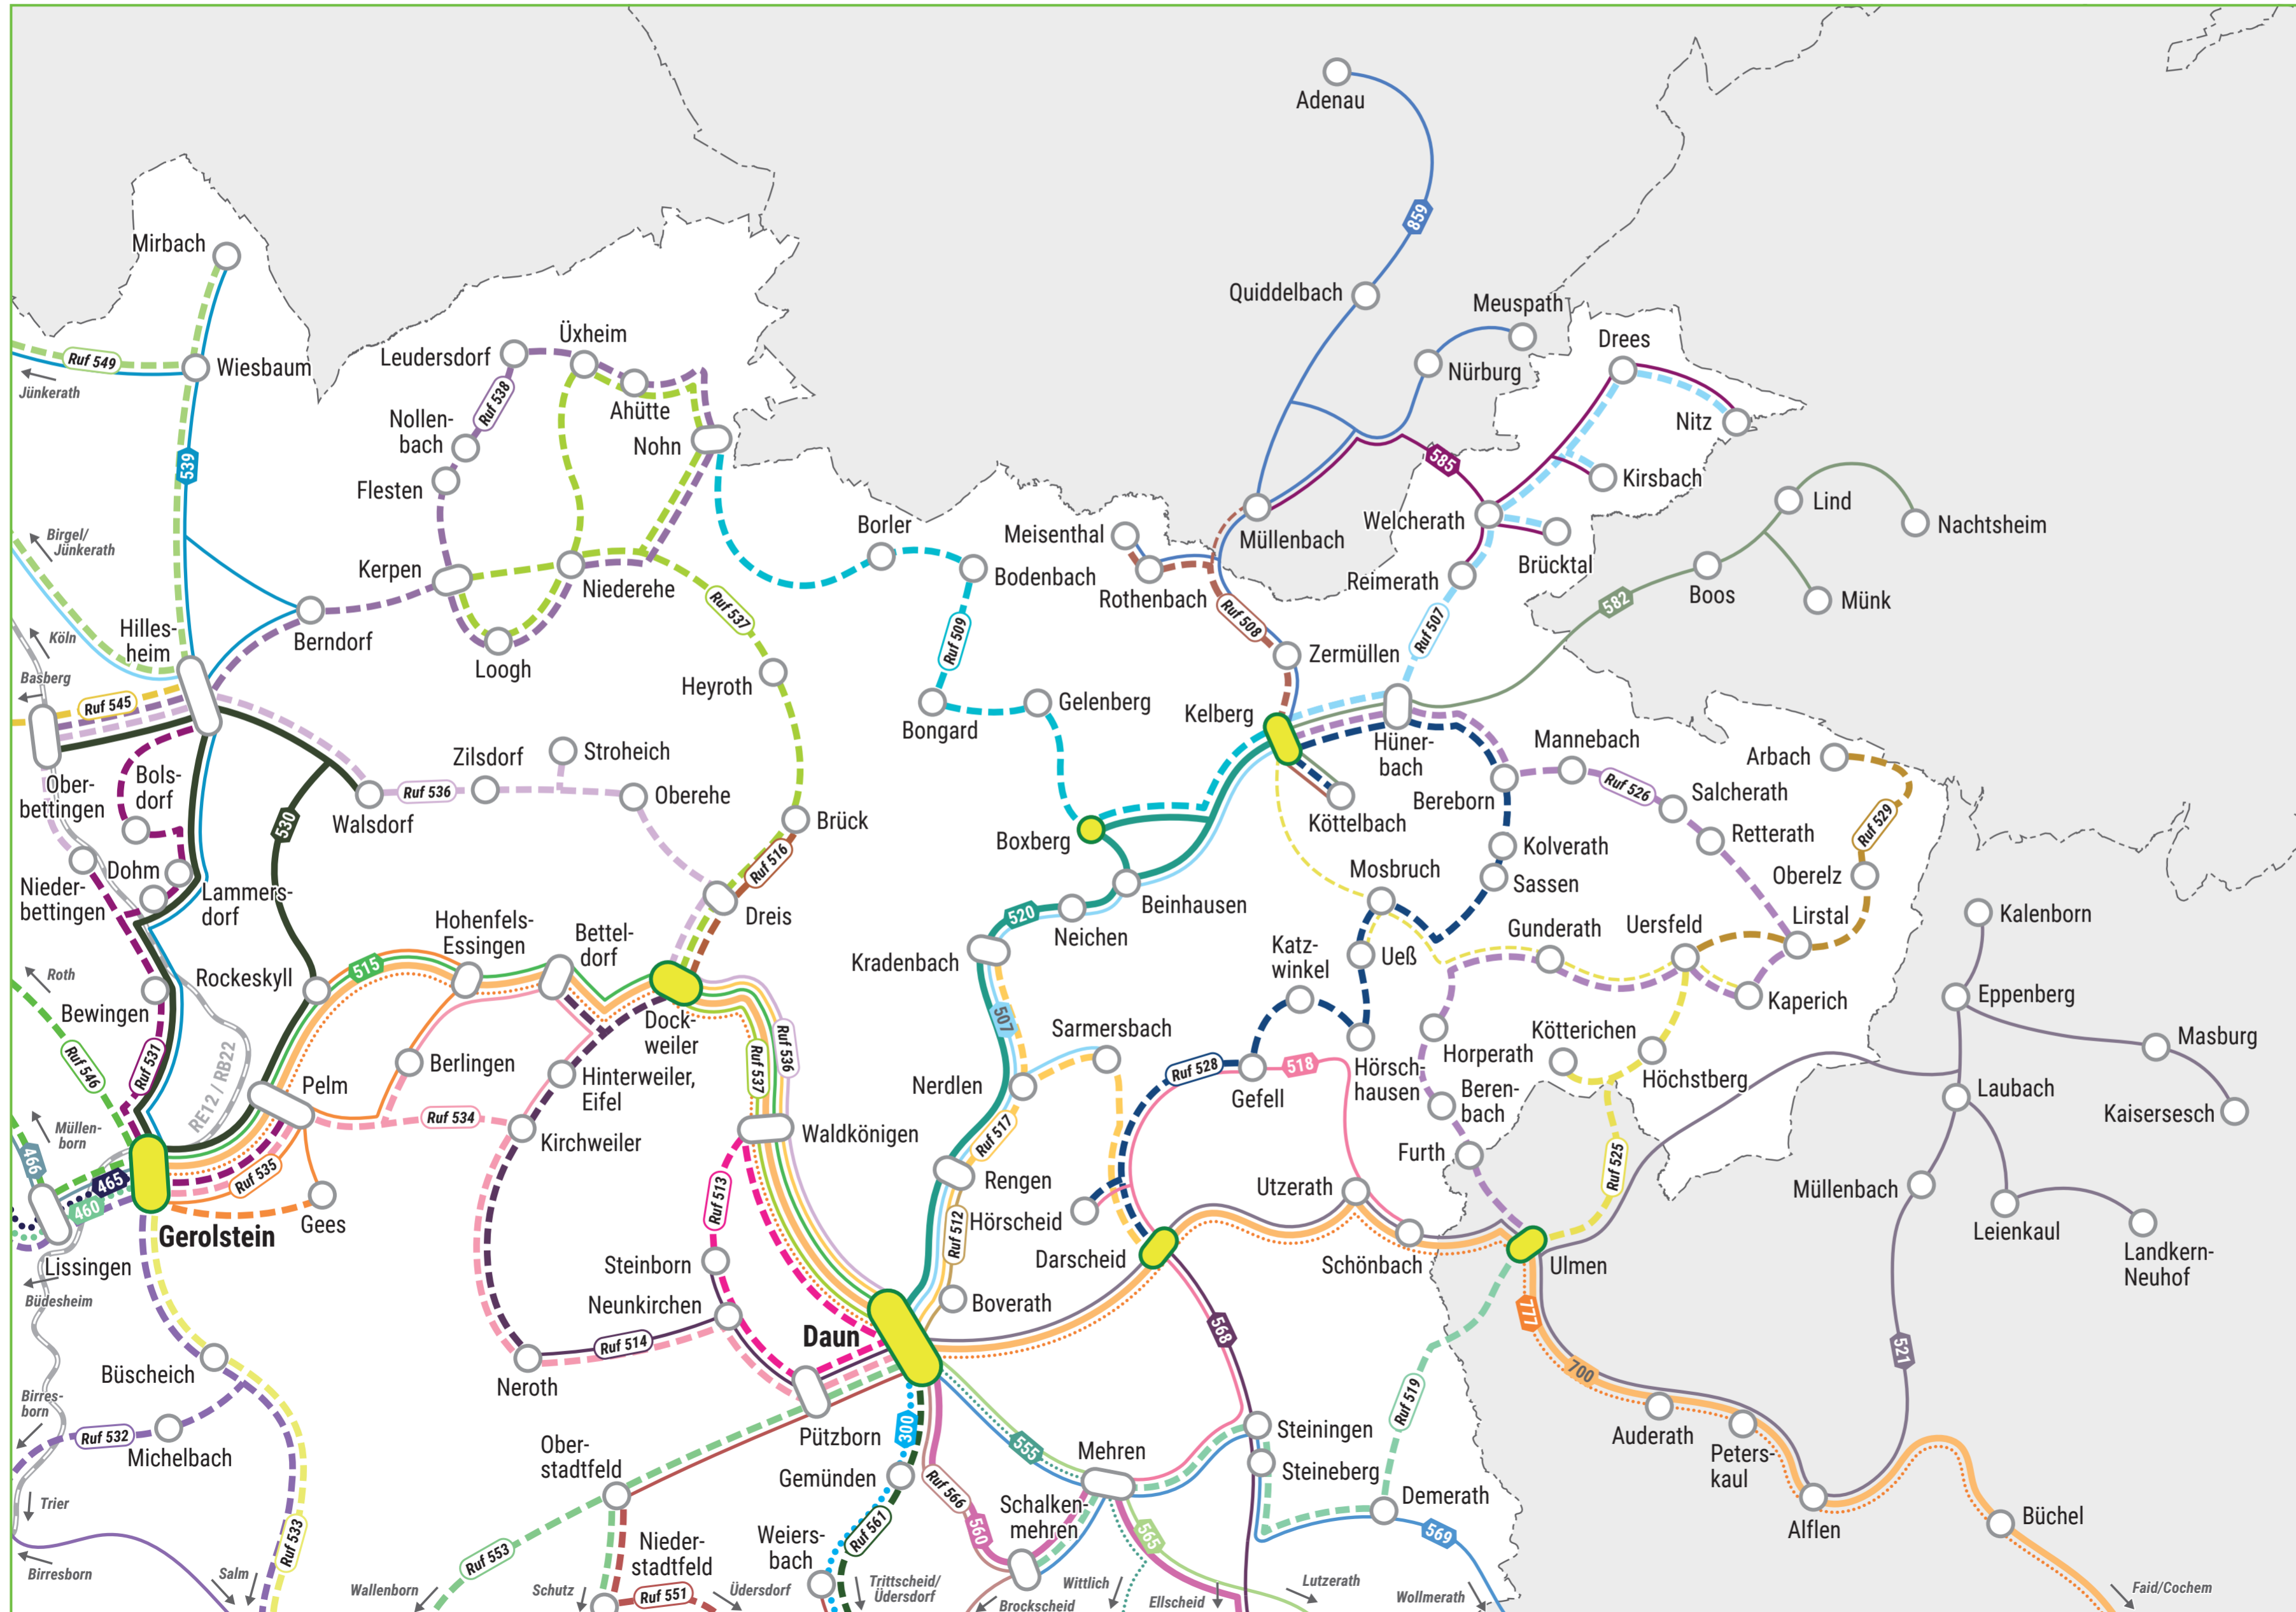 Adenau
859
Mirbach
Quiddelbach
Meuspath
Nürburg
Drees
Nitz
Kirsbach
Ruf 549
Jünkerath
Wiesbaum
Leudersdorf
Üxheim
Ahütte
Nohn
Ruf 538
Nollen-
bach
Flesten
539
585
Welcherath
Brücktal
Reimerath
Lind
Nachtsheim
Boos
Münk
582
Birgel/
Jünkerath
Köln
Basberg
Hilles-
heim
Berndorf
Kerpen
Niederehe
Loogh
Ruf 537
Heyroth
Borler
Bodenbach
Ruf 509
Bongard
Gelenberg
Meisenthal
Rothenbach
Müllenbach
Ruf 508
Zermüllen
Ruf 507
Kelberg
Hüner-
bach
Köttelbach
Ruf 545
Ober-
bettingen
Bols-
dorf
Zilsdorf
Stroheich
Oberehe
Ruf 536
Walsdorf
530
Brück
Ruf 516
Dreis
Boxberg
Beinhausen
Neichen
520
Kradenbach
Bereborn
Mannebach
Ruf 526
Salcherath
Retterath
Arbach
Ruf 529
Oberelz
Lirstal
Kolverath
Sassen
Mosbruch
Ueß
Katz-
winkel
Gunderath
Uersfeld
Kaperich
Kalenborn
Eppenberg
Masburg
Kaisersesch
Laubach
Dohm
Lammers-
dorf
Nieder-
bettingen
Roth
Bewingen
Rockeskyll
515
Hohenfels-
Essingen
Bettel-
dorf
Dock-
weiler
Ruf 536
Ruf 537
507
Sarmersbach
Nerdlen
Ruf 517
Ruf 528
Gefell
518
Hörsch-
hausen
Horperath
Kötterichen
Höchstberg
Beren-
bach
Furth
Ruf 525
Ruf 546
Ruf 531
RE12 / RB22
Pelm
Berlingen
Hinterweiler,
Eifel
Ruf 534
Kirchweiler
Waldkönigen
Rengen
Müllen-
born
466
465
460
Ruf 535
Gees
Gerolstein
Lissingen
Büdesheim
Ruf 513
Steinborn
Neunkirchen
Ruf 512
Boverath
Hörscheid
Darscheid
Utzerath
Schönbach
Ulmen
Müllenbach
Leienkaul
Landkern-
Neuhof
Büscheich
Birres-
born
Ruf 532
Michelbach
Trier
Birresborn
Salm
Ruf 533
Neroth
Ruf 514
Daun
Pützborn
568
777
700
521
Auderath
Peters-
kaul
Alflen
Büchel
Faid/Cochem
Ruf 519
Ober-
stadtfeld
Ruf 553
Wallenborn
Schutz
Nieder-
stadtfeld
Ruf 551
Üdersdorf
300
Gemünden
Weiers-
bach
Ruf 561
Trittscheid/
Üdersdorf
Ruf 566
560
555
Mehren
Schalken-
mehren
Brockscheid
Wittlich
565
Ellscheid
Lutzerath
Steiningen
Steineberg
Demerath
569
Wollmerath